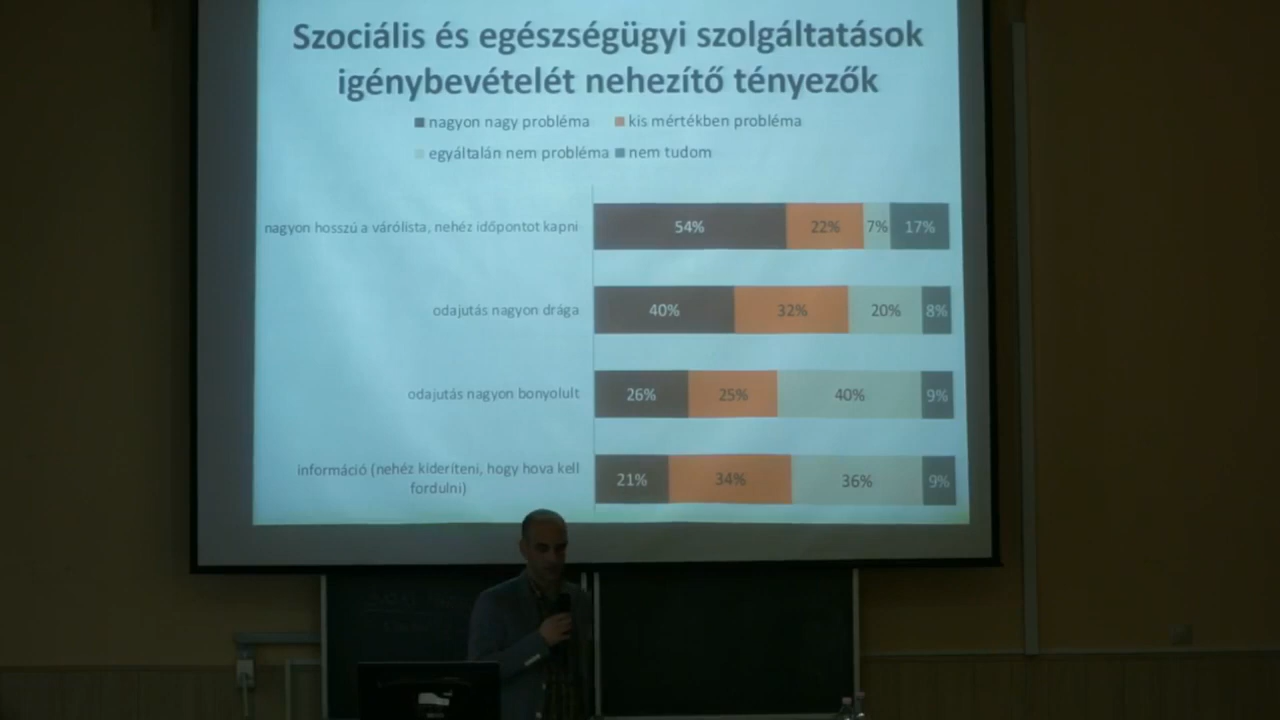 Szociális és egészségügyi szolgáltatások
igénybevételét nehezítő tényezők
nagyon nagy probléma kis mértékben probléma
egyáltalán nem probléma nem tudom
nagyon hosszú a várólista, nehéz időpontot kapni 54% 22% 7% 17%
odajutás nagyon drága 40% 32% 20% 8%
odajutás nagyon bonyolult 26% 25% 40% 9%
információ (nehéz kideríteni, hogy hova kell
fordulni) 21% 34% 36% 9%